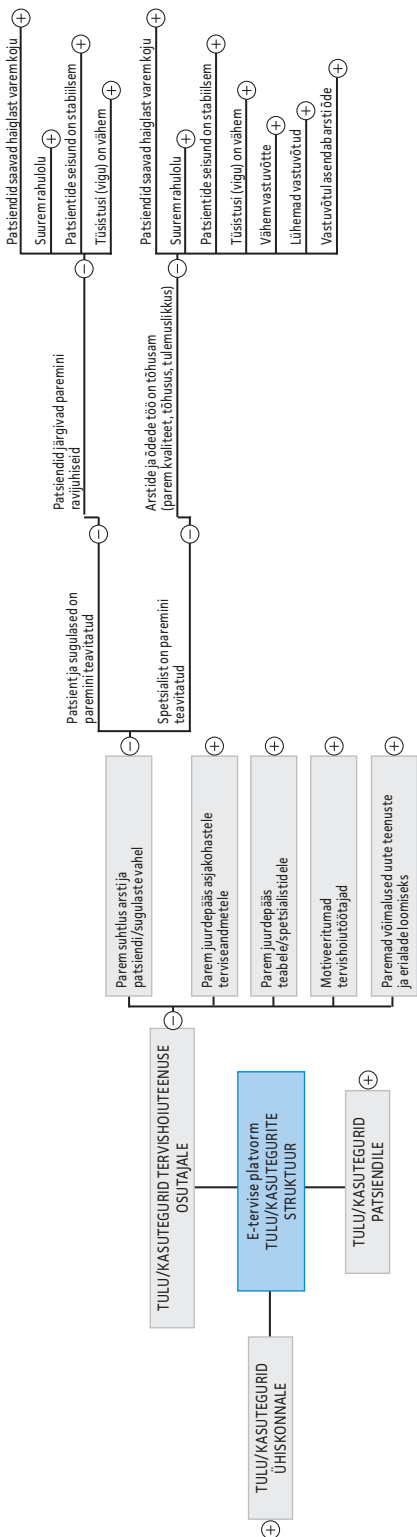 E-tervise platvorm
TULU/KASUTEGURITE
STRUKTUUR
TULU/KASUTEGURID
ÜHISKONNALE
TULU/KASUTEGURID
PATSIENDILE
TULU/KASUTEGURID TERVISHOIUTEENUSE
OSUTAJALE
Parem suhtlus arsti ja
patsiendi/sugulaste vahel
Parem juurdepääs asjakohastele
terviseandmetele
Parem juurdepääs
teabele/spetsialistidele
Motiveeritumad
tervishoiutöötajad
Paremad võimalused uute teenuste
ja erialade loomiseks
Patsient ja sugulased on
paremini teavitatud
Spetsialist on paremini
teavitatud
Patsiendid järgivad paremini
ravijuhiseid
Arstide ja õdede töö on tõhusam
(parem kvaliteet, tõhusus, tulemuslikkus)
Patsiendid saavad haiglast varem koju
Suurem rahulolu
Patsientide seisund on stabiilsem
Tüsistusi (vigu) on vähem
Patsiendid saavad haiglast varem koju
Suurem rahulolu
Patsientide seisund on stabiilsem
Tüsistusi (vigu) on vähem
Vähem vastuvõtte
Lühemad vastuvõtud
Vastuvõtul asendab arsti õde